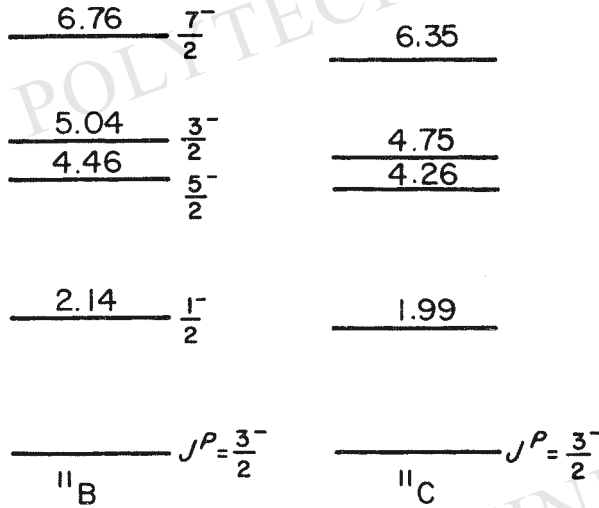 6.76 7⁻/2 6.35
5.04 3⁻/2 4.75
4.46 5⁻/2 4.26
2.14 1⁻/2 1.99
J^P = 3⁻/2 J^P = 3⁻/2
¹¹B ¹¹C
POLYTECH